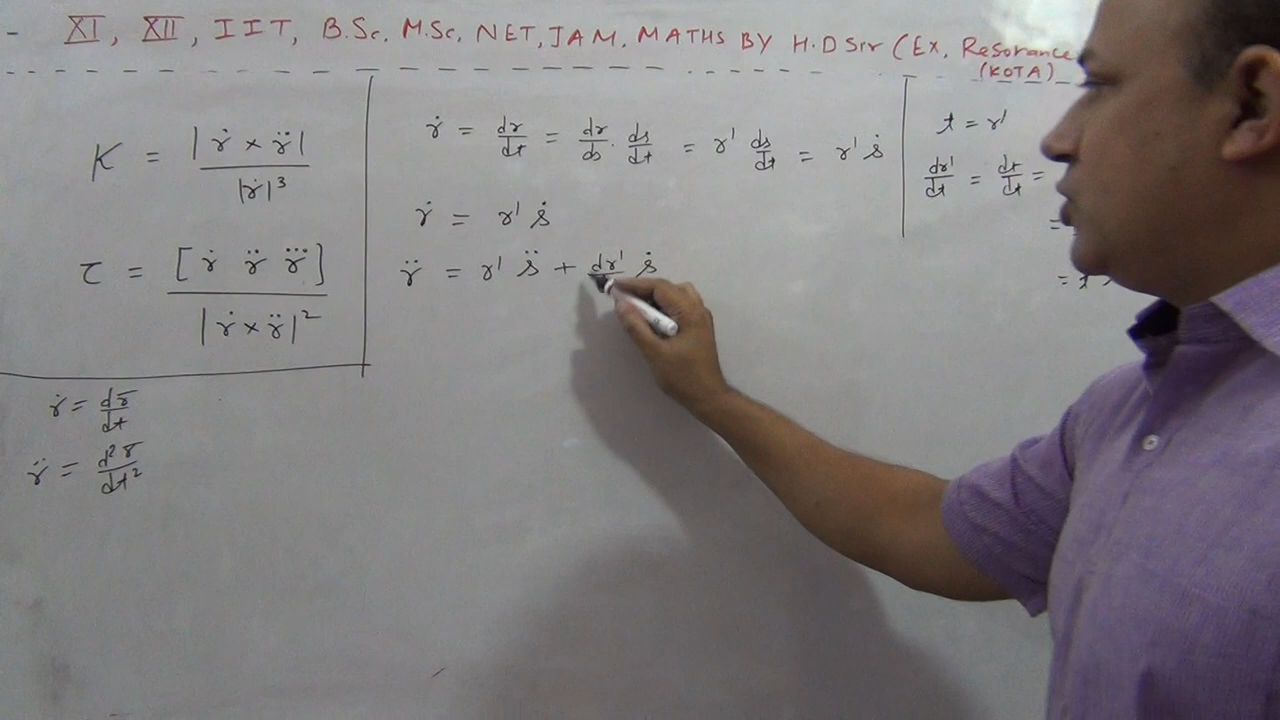 - XI, XII, IIT, B.Sc, M.Sc, NET, JAM, MATHS BY H.D Sir (Ex, Resonance
(KOTA)
K = |ṙ × r̈| / |ṙ|³
τ = [ṙ r̈ r⃛] / |ṙ × r̈|²
ṙ = dr̄/dt
r̈ = d²r̄/dt²
ṙ = dr/dt = dr/ds · ds/dt = r' ds/dt = r' ṡ
ṙ = r' ṡ
r̈ = r' s̈ + dr'/ ṡ
t = r'
dr'/dt = dt/dt =
=
= t'